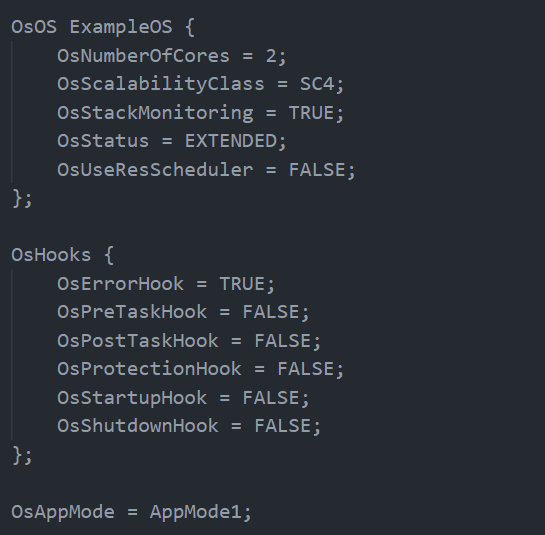 OsOS ExampleOS {
    OsNumberOfCores = 2;
    OsScalabilityClass = SC4;
    OsStackMonitoring = TRUE;
    OsStatus = EXTENDED;
    OsUseResScheduler = FALSE;
};

OsHooks {
    OsErrorHook = TRUE;
    OsPreTaskHook = FALSE;
    OsPostTaskHook = FALSE;
    OsProtectionHook = FALSE;
    OsStartupHook = FALSE;
    OsShutdownHook = FALSE;
};

OsAppMode = AppMode1;